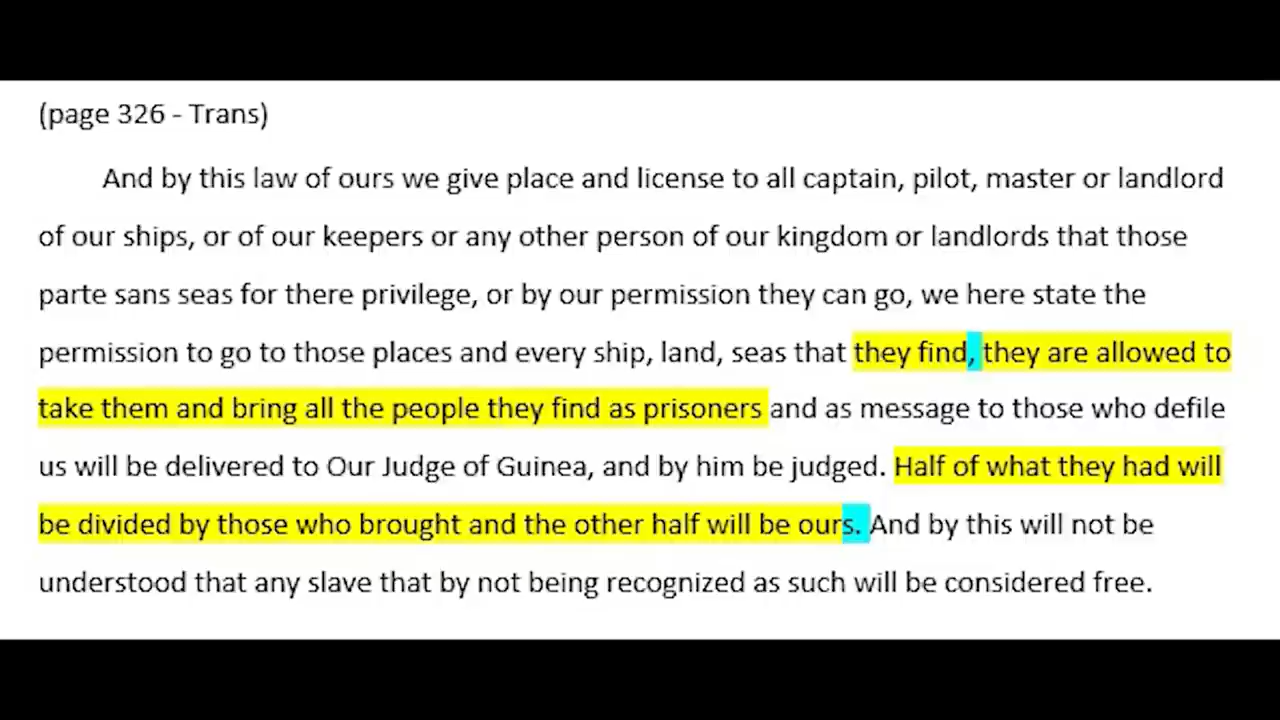 (page 326 - Trans)
And by this law of ours we give place and license to all captain, pilot, master or landlord
of our ships, or of our keepers or any other person of our kingdom or landlords that those
parte sans seas for there privilege, or by our permission they can go, we here state the
permission to go to those places and every ship, land, seas that they find, they are allowed to
take them and bring all the people they find as prisoners and as message to those who defile
us will be delivered to Our Judge of Guinea, and by him be judged. Half of what they had will
be divided by those who brought and the other half will be ours. And by this will not be
understood that any slave that by not being recognized as such will be considered free.